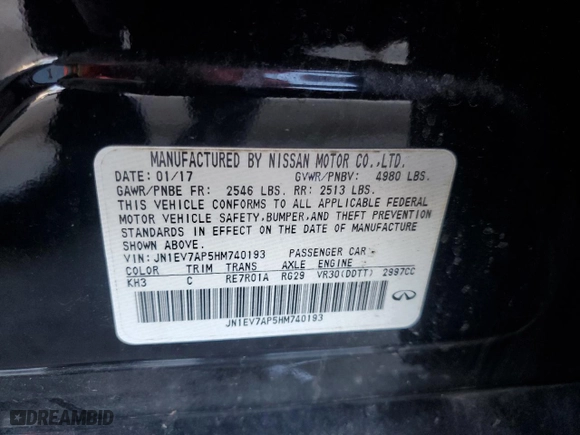 MANUFACTURED BY NISSAN MOTOR CO.,LTD.
DATE: 01/17 GVWR/PNBV: 4980 LBS.
GAWR/PNBE FR: 2546 LBS. RR: 2513 LBS.
THIS VEHICLE CONFORMS TO ALL APPLICABLE FEDERAL
MOTOR VEHICLE SAFETY, BUMPER, AND THEFT PREVENTION
STANDARDS IN EFFECT ON THE DATE OF MANUFACTURE
SHOWN ABOVE.
VIN: JN1EV7AP5HM740193 PASSENGER CAR
COLOR TRIM TRANS AXLE ENGINE
KH3 C RE7R01A RG29 VR30(DDTT) 2997CC
JN1EV7AP5HM740193
DREAMBID